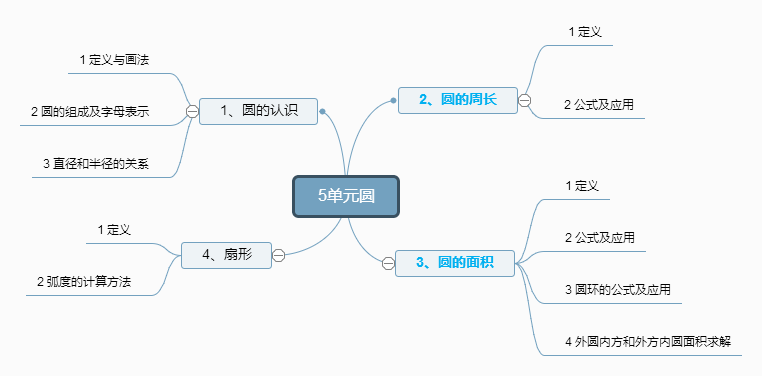 5单元圆
1、圆的认识
1 定义与画法
2 圆的组成及字母表示
3 直径和半径的关系
2、圆的周长
1 定义
2 公式及应用
3、圆的面积
1 定义
2 公式及应用
3 圆环的公式及应用
4 外圆内方和外方内圆面积求解
4、扇形
1 定义
2 弧度的计算方法